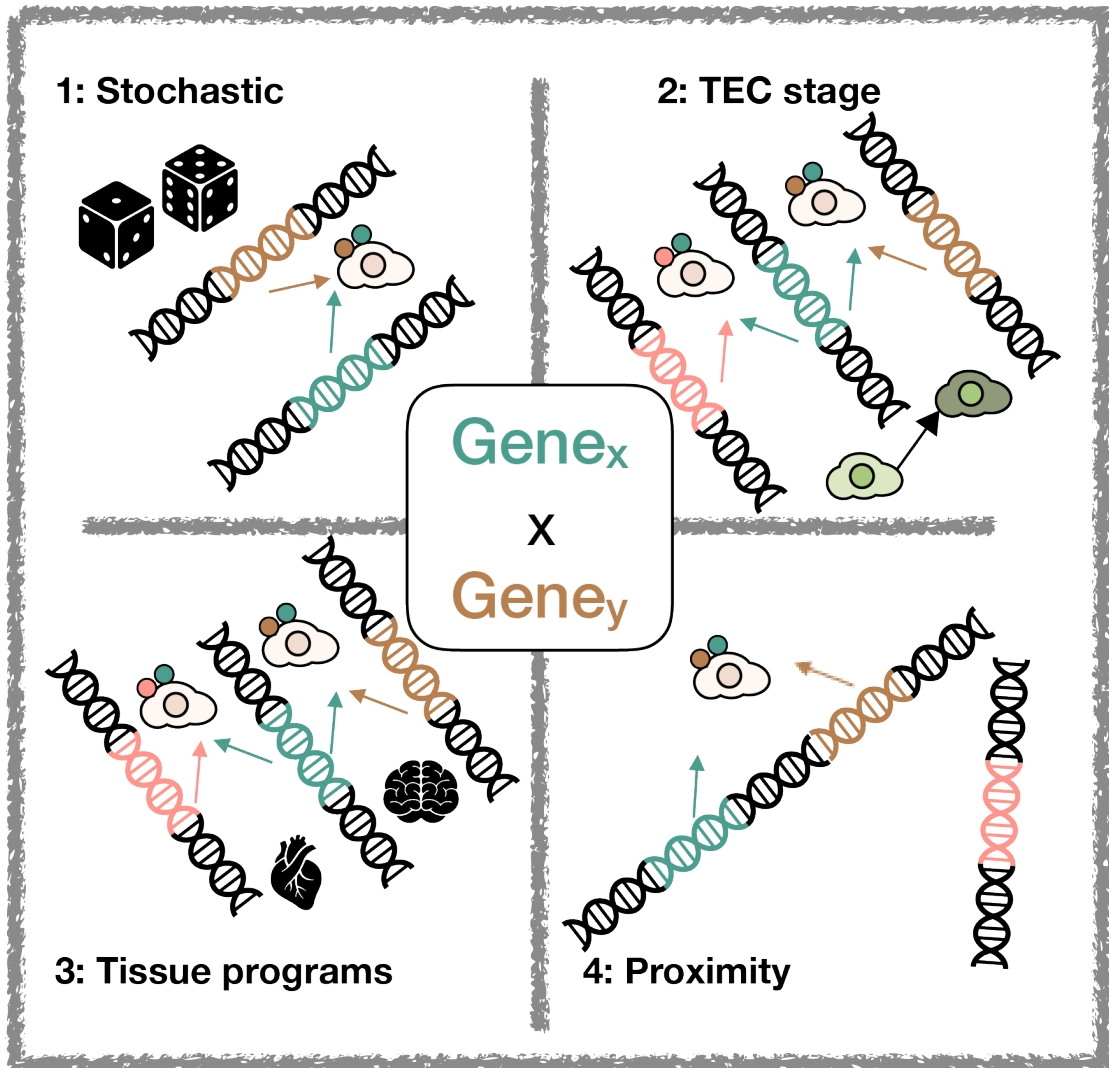 1: Stochastic
2: TEC stage
Genex
x
Geney
3: Tissue programs
4: Proximity